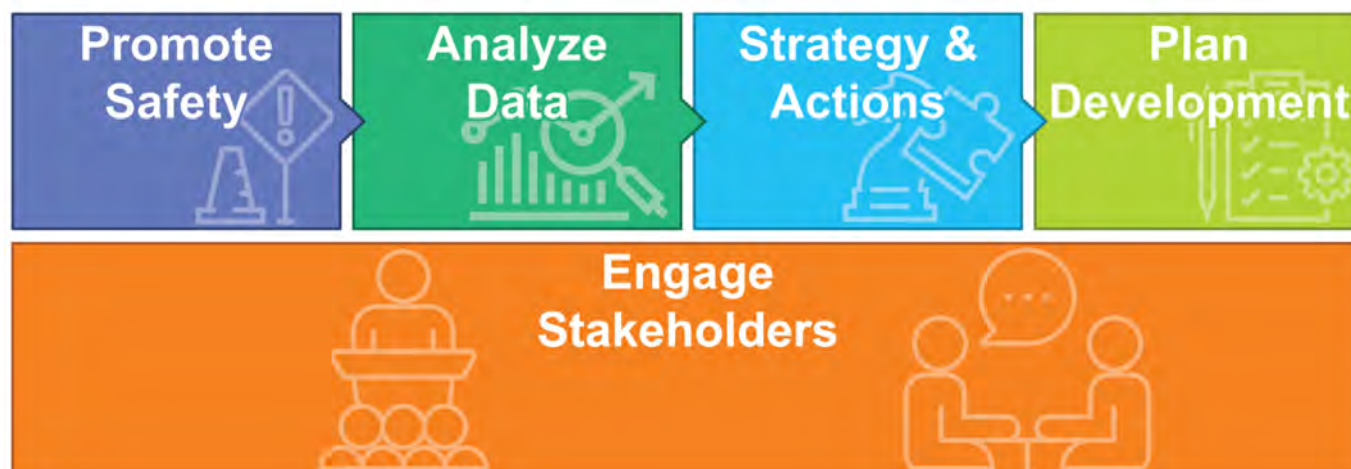 Promote
Safety
Analyze
Data
Strategy &
Actions
Plan
Development
Engage
Stakeholders